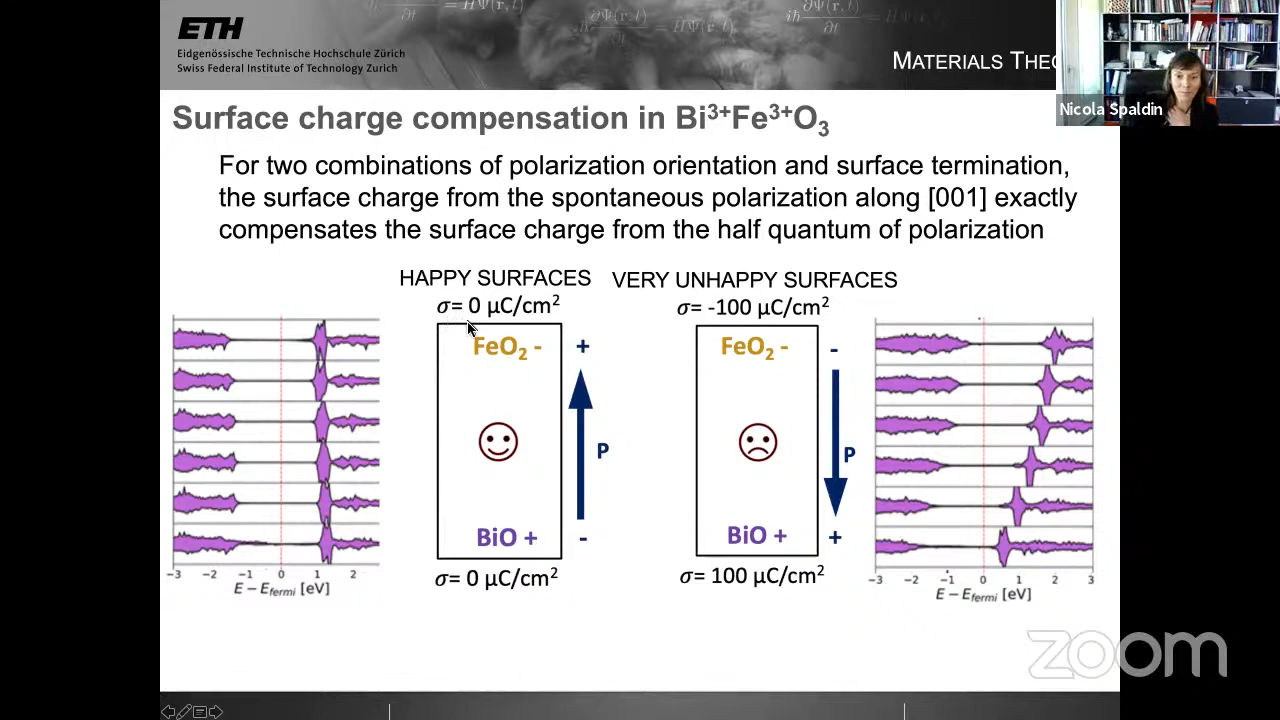 ETH
Eidgenössische Technische Hochschule Zürich
Swiss Federal Institute of Technology Zurich
MATERIALS THEO
Nicola Spaldin
Surface charge compensation in Bi³⁺Fe³⁺O₃
For two combinations of polarization orientation and surface termination,
the surface charge from the spontaneous polarization along [001] exactly
compensates the surface charge from the half quantum of polarization
HAPPY SURFACES
σ= 0 μC/cm²
FeO₂ - +
P
BiO + -
σ= 0 μC/cm²
VERY UNHAPPY SURFACES
σ= -100 μC/cm²
FeO₂ - -
P
BiO + +
σ= 100 μC/cm²
-3 -2 -1 0 1 2
E − E_fermi [eV]
-3 -2 -1 0 1 2 3
E − E_fermi [eV]
zoom